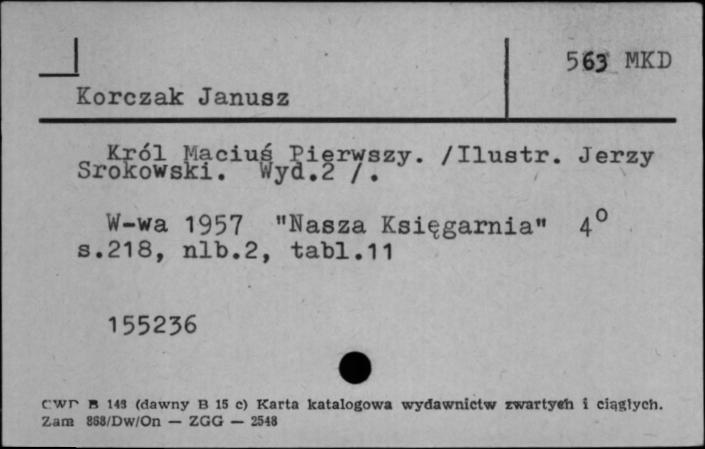 563 MKD
Korczak Janusz
Król Maciuś Pierwszy. /Ilustr. Jerzy
Srokowski. Wyd.2 /.
W-wa 1957 "Nasza Księgarnia" 4°
s.218, nlb.2, tabl.11
155236
CWD B 143 (dawny B 15 c) Karta katalogowa wydawnictw zwartych i ciągłych.
Zam 868/Dw/On — ZGG — 2548